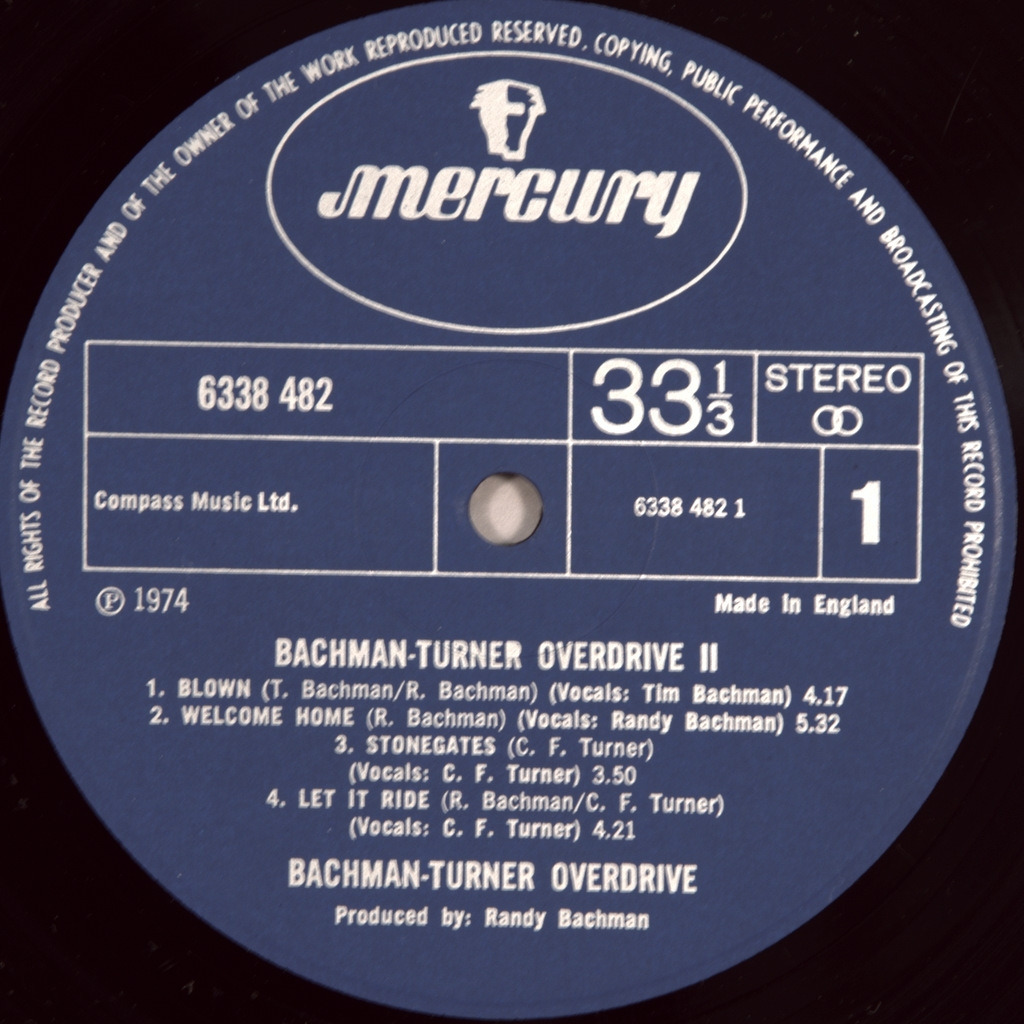 ALL RIGHTS OF THE RECORD PRODUCER AND OF THE OWNER OF THE WORK REPRODUCED RESERVED. COPYING, PUBLIC PERFORMANCE AND BROADCASTING OF THIS RECORD PROHIBITED
mercury
6338 482
33 1/3
STEREO
Compass Music Ltd.
6338 482 1
1
℗ 1974
Made In England
BACHMAN-TURNER OVERDRIVE II
1. BLOWN (T. Bachman/R. Bachman) (Vocals: Tim Bachman) 4.17
2. WELCOME HOME (R. Bachman) (Vocals: Randy Bachman) 5.32
3. STONEGATES (C. F. Turner)
(Vocals: C. F. Turner) 3.50
4. LET IT RIDE (R. Bachman/C. F. Turner)
(Vocals: C. F. Turner) 4.21
BACHMAN-TURNER OVERDRIVE
Produced by: Randy Bachman